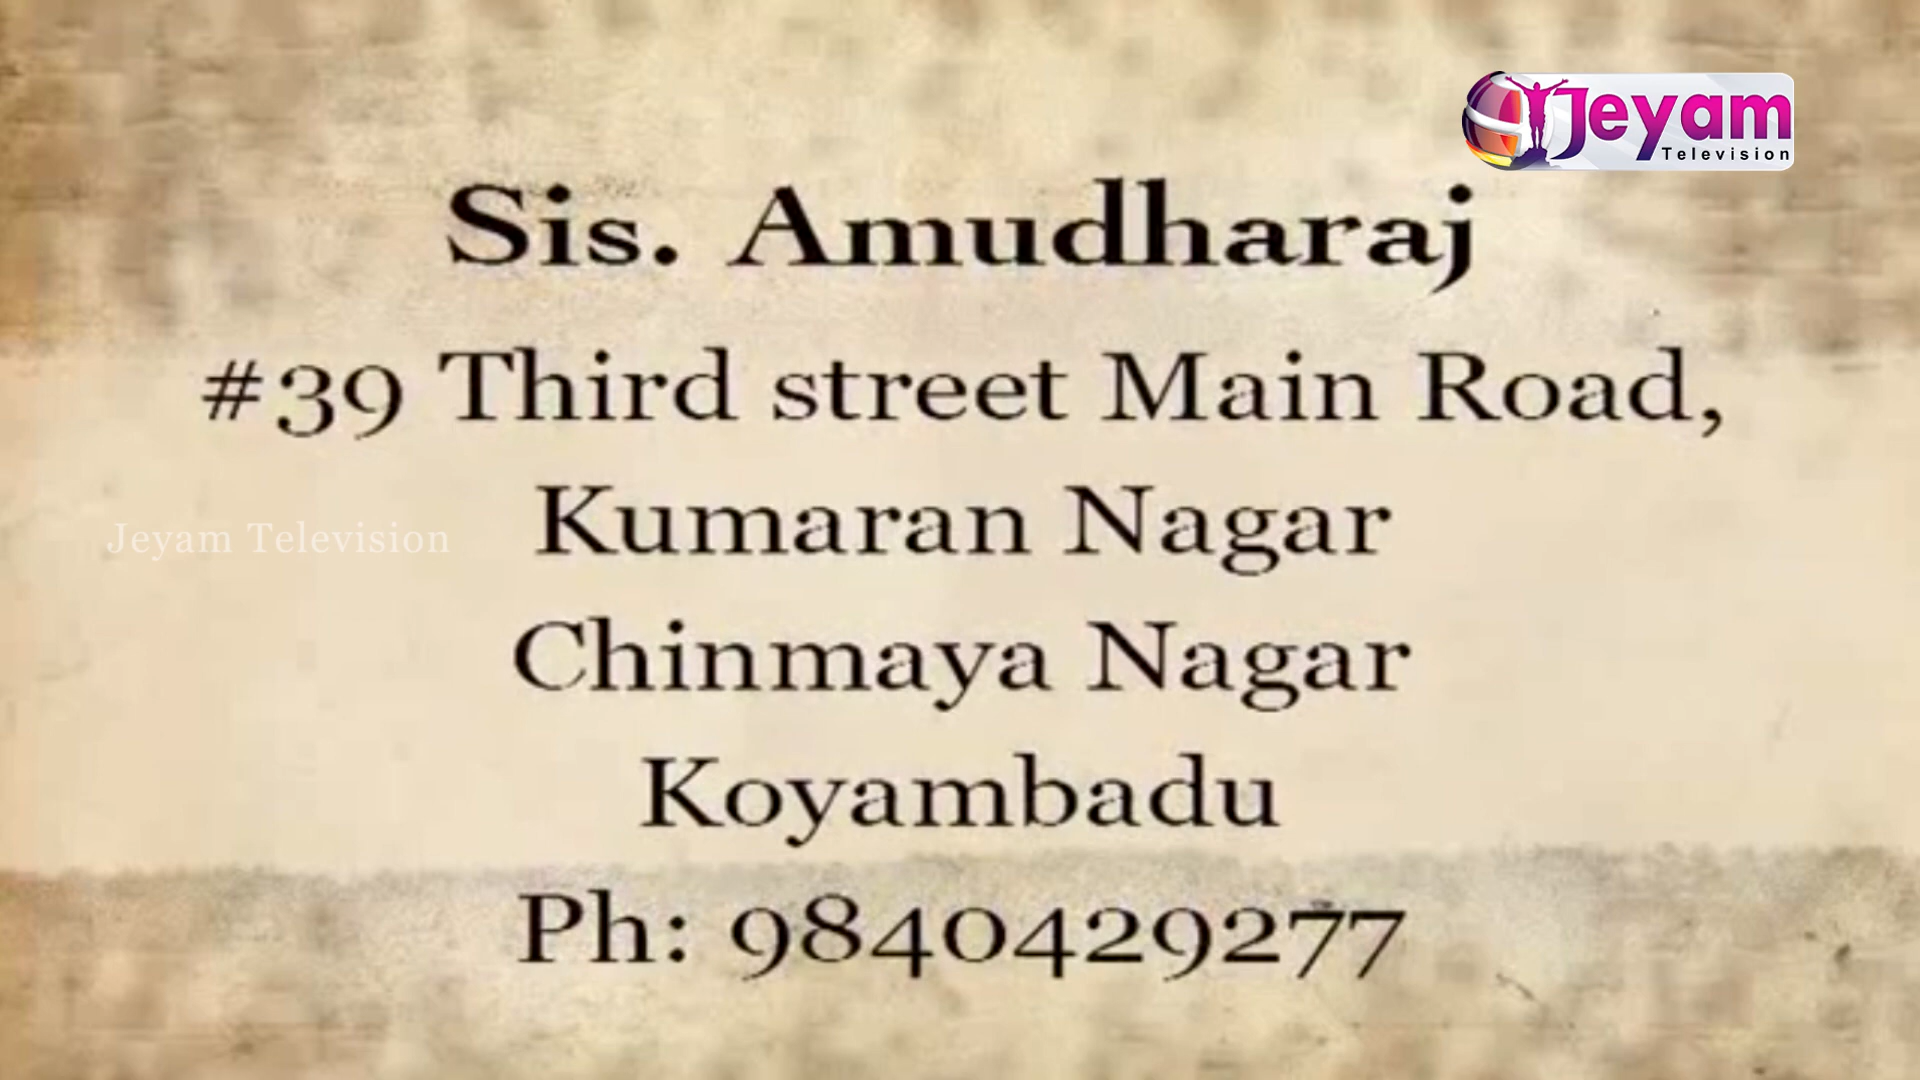 Jeyam
Television
Sis. Amudharaj
#39 Third street Main Road,
Kumaran Nagar
Jeyam Television
Chinmaya Nagar
Koyambadu
Ph: 9840429277